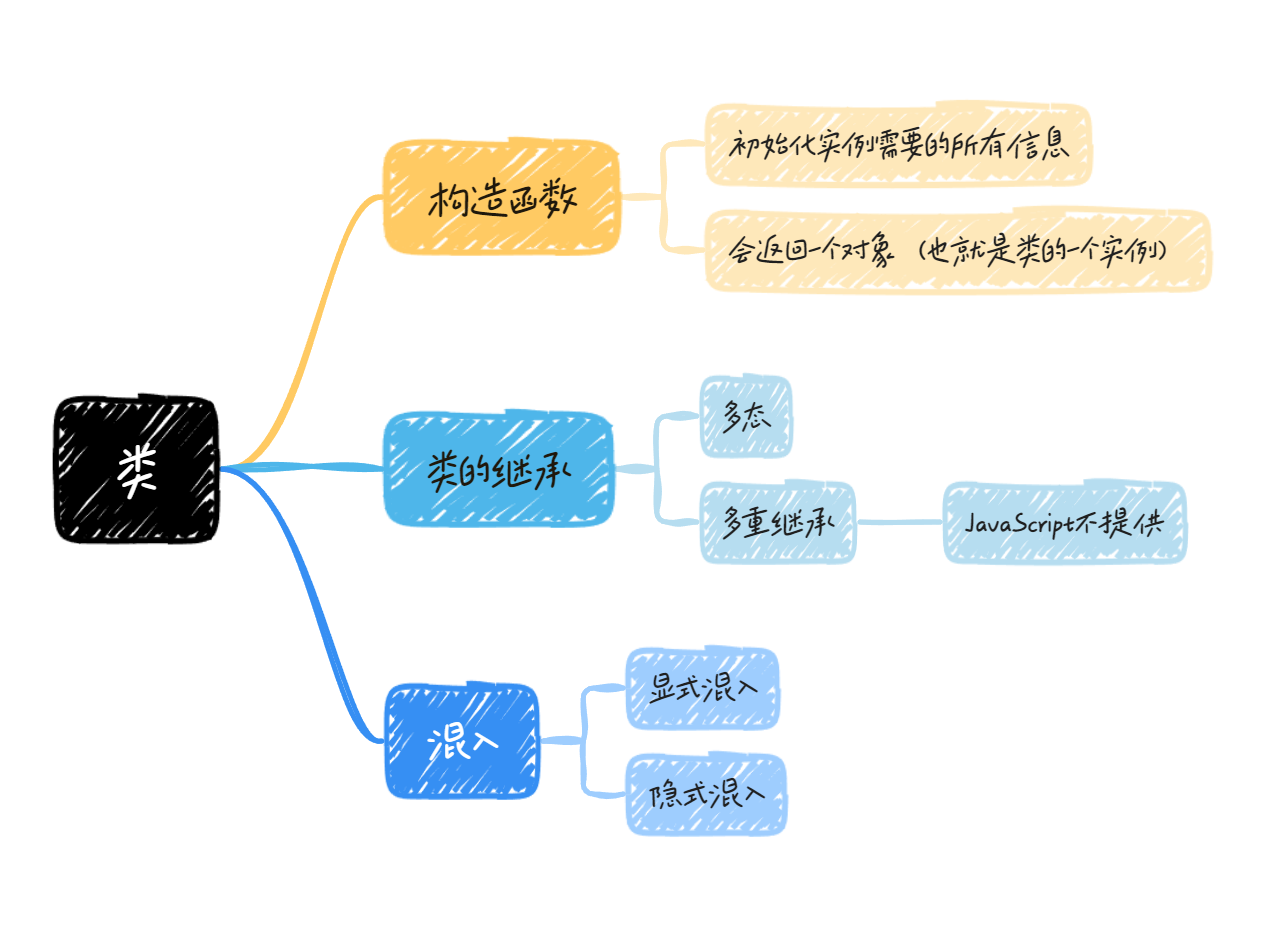 类
构造函数
初始化实例需要的所有信息
会返回一个对象（也就是类的一个实例）
类的继承
多态
多重继承
JavaScript不提供
混入
显式混入
隐式混入